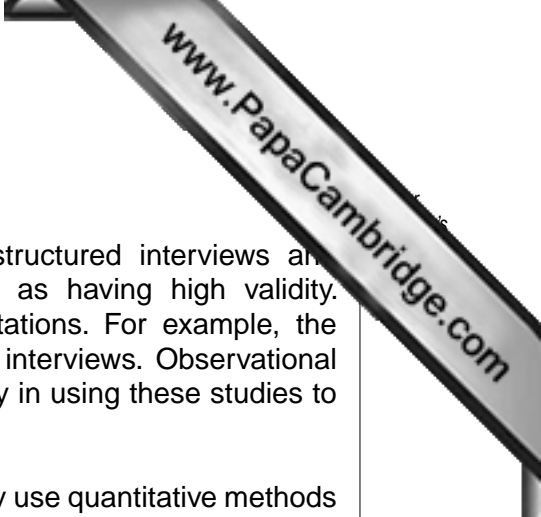 www.PapaCambridge.com
structured interviews
as having high validity.
tations. For example, the
interviews. Observational
y in using these studies to
y use quantitative methods